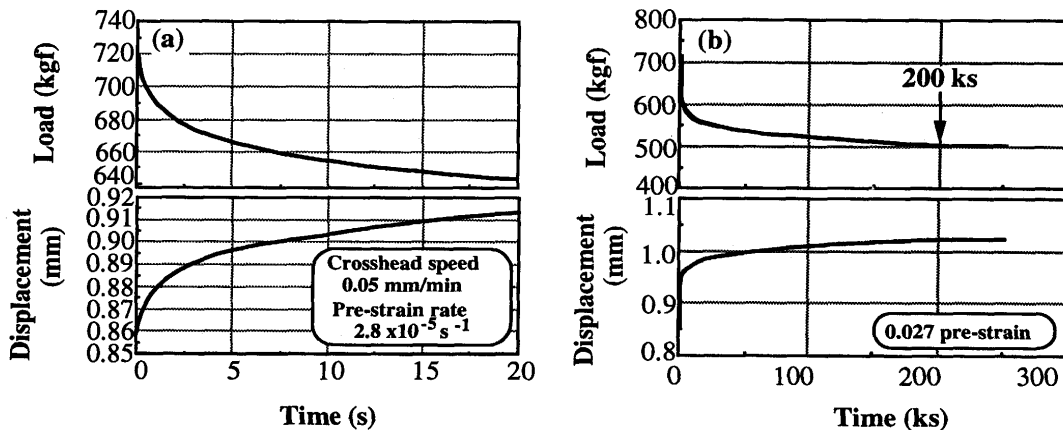 (a)
Load (kgf)
740
720
700
680
660
640
Displacement
(mm)
0.92
0.91
0.90
0.89
0.88
0.87
0.86
0.85
Crosshead speed
0.05 mm/min
Pre-strain rate
2.8 x10-5 s -1
0 5 10 15 20
Time (s)
(b)
Load (kgf)
800
700
600
500
400
200 ks
Displacement
(mm)
1.1
1.0
0.9
0.8
0.027 pre-strain
0 100 200 300
Time (ks)